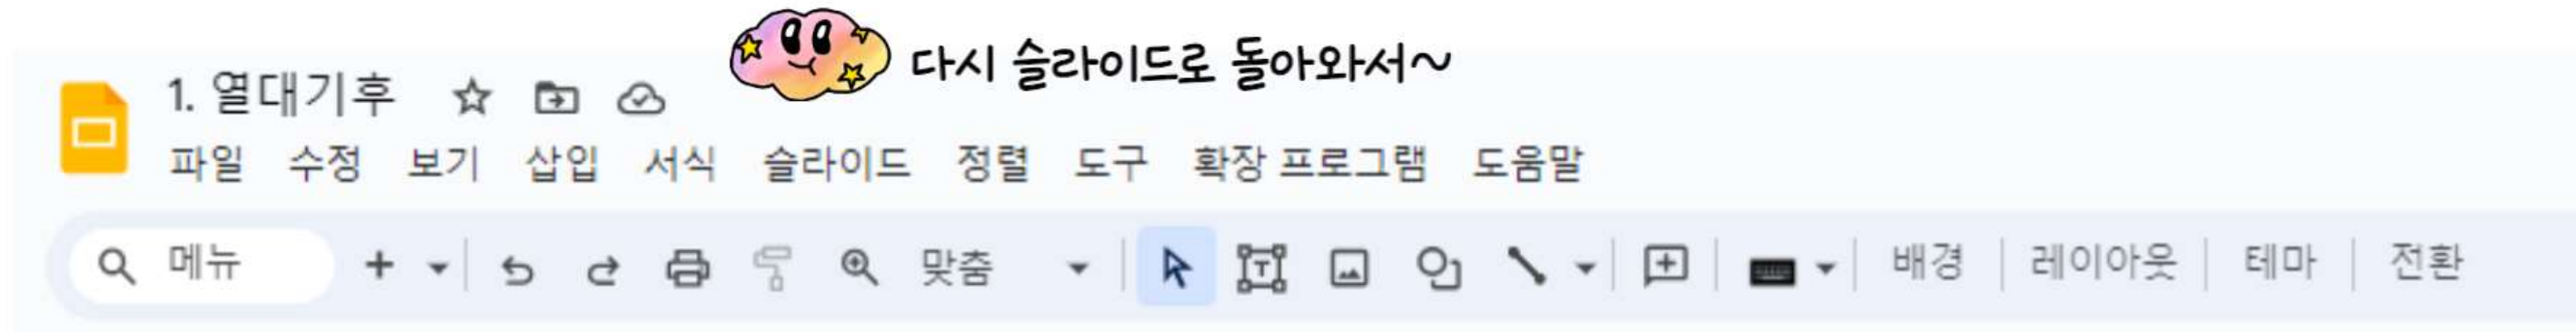 다시 슬라이드로 돌아와서~
1. 열대기후
파일 수정 보기 삽입 서식 슬라이드 정렬 도구 확장 프로그램 도움말
메뉴 맞춤 배경 레이아웃 테마 전환